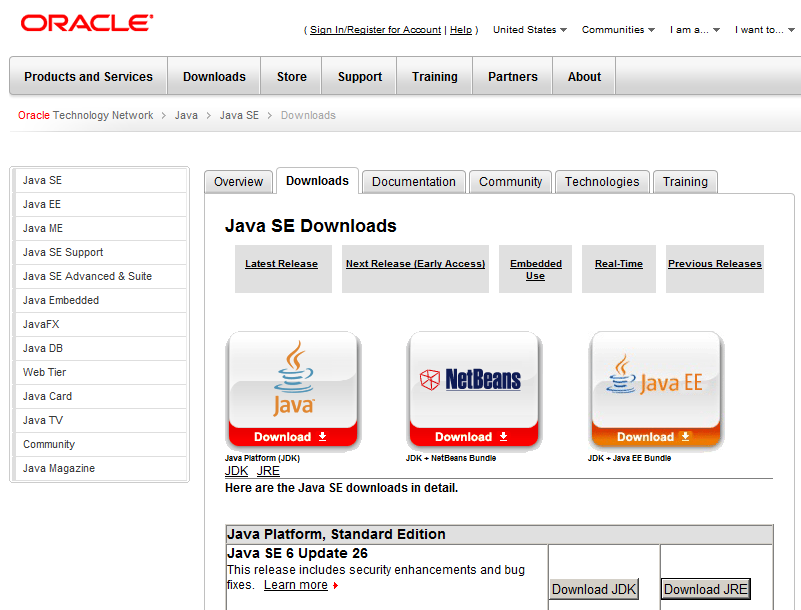 ORACLE
( Sign In/Register for Account | Help ) United States Communities I am a... I want to...
Products and Services Downloads Store Support Training Partners About
Oracle Technology Network > Java > Java SE > Downloads
Java SE
Java EE
Java ME
Java SE Support
Java SE Advanced & Suite
Java Embedded
JavaFX
Java DB
Web Tier
Java Card
Java TV
Community
Java Magazine
Overview Downloads Documentation Community Technologies Training
Java SE Downloads
Latest Release
Next Release (Early Access)
Embedded
Use
Real-Time
Previous Releases
Java
Download
NetBeans
Download
Java EE
Download
Java Platform (JDK)
JDK + NetBeans Bundle
JDK + Java EE Bundle
JDK JRE
Here are the Java SE downloads in detail.
Java Platform, Standard Edition
Java SE 6 Update 26
This release includes security enhancements and bug
fixes. Learn more
Download JDK
Download JRE